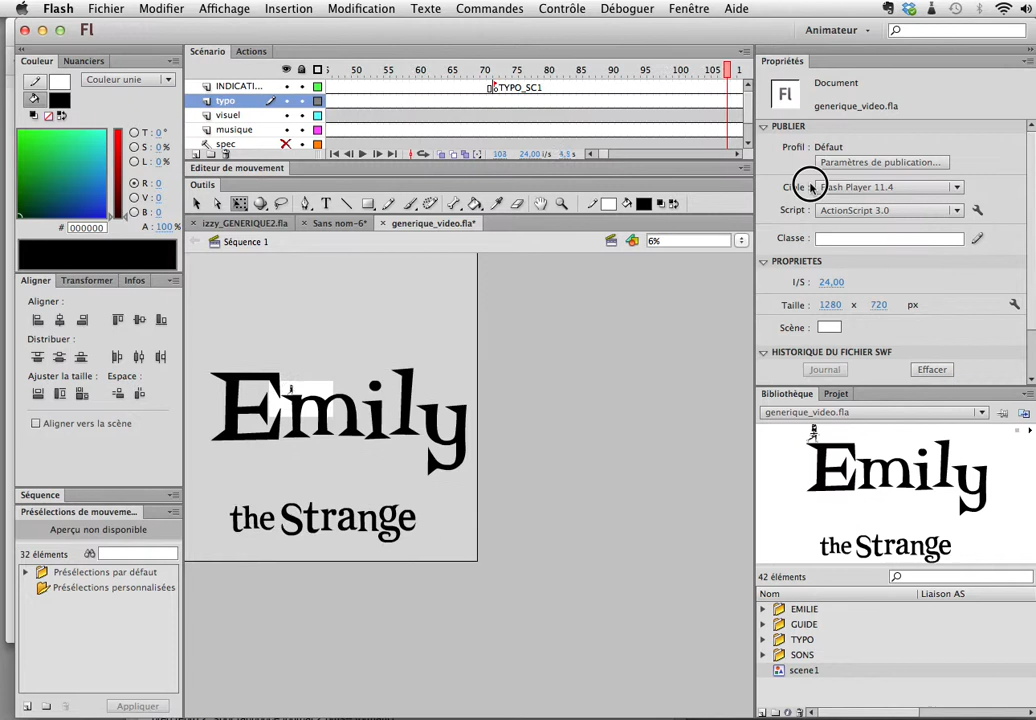 Flash Fichier Modifier Affichage Insertion Modification Texte Commandes Contrôle Déboguer Fenêtre Aide
Fl
Animateur
Couleur Nuanciers
Couleur unie
T : 0 °
S : 0 %
L : 0 %
R : 0
V : 0
B : 0
# 000000
A : 100 %
Aligner Transformer Infos
Aligner :
Distribuer :
Ajuster la taille : Espace :
Aligner vers la scène
Séquence
Présélections de mouveme...
Aperçu non disponible
32 éléments
Présélections par défaut
Présélections personnalisées
Appliquer
Scénario Actions
50 55 60 65 70 75 80 85 90 95 100 105
INDICATI...
TYPO_SC1
typo
visuel
musique
spec
103 24,00 i/s
Editeur de mouvement
Outils
izzy_GENERIQUE2.fla
Sans nom-6*
generique_video.fla*
Séquence 1
6%
Emily
the Strange
Propriétés
Fl
Document
generique_video.fla
PUBLIER
Profil : Défaut
Paramètres de publication...
Flash Player 11.4
Script : ActionScript 3.0
Classe :
PROPRIETES
I/S : 24,00
Taille : 1280 x 720 px
Scène :
HISTORIQUE DU FICHIER SWF
Journal Effacer
Bibliothèque Projet
generique_video.fla
Emily
the Strange
42 éléments
Nom Liaison AS
EMILIE
GUIDE
TYPO
SONS
scene1